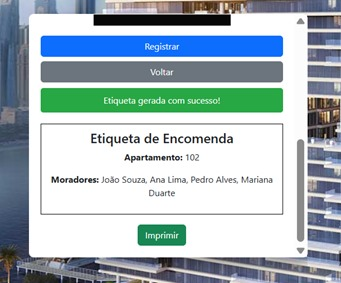 Registrar
Voltar
Etiqueta gerada com sucesso!
Etiqueta de Encomenda
Apartamento: 102
Moradores: João Souza, Ana Lima, Pedro Alves, Mariana
Duarte
Imprimir